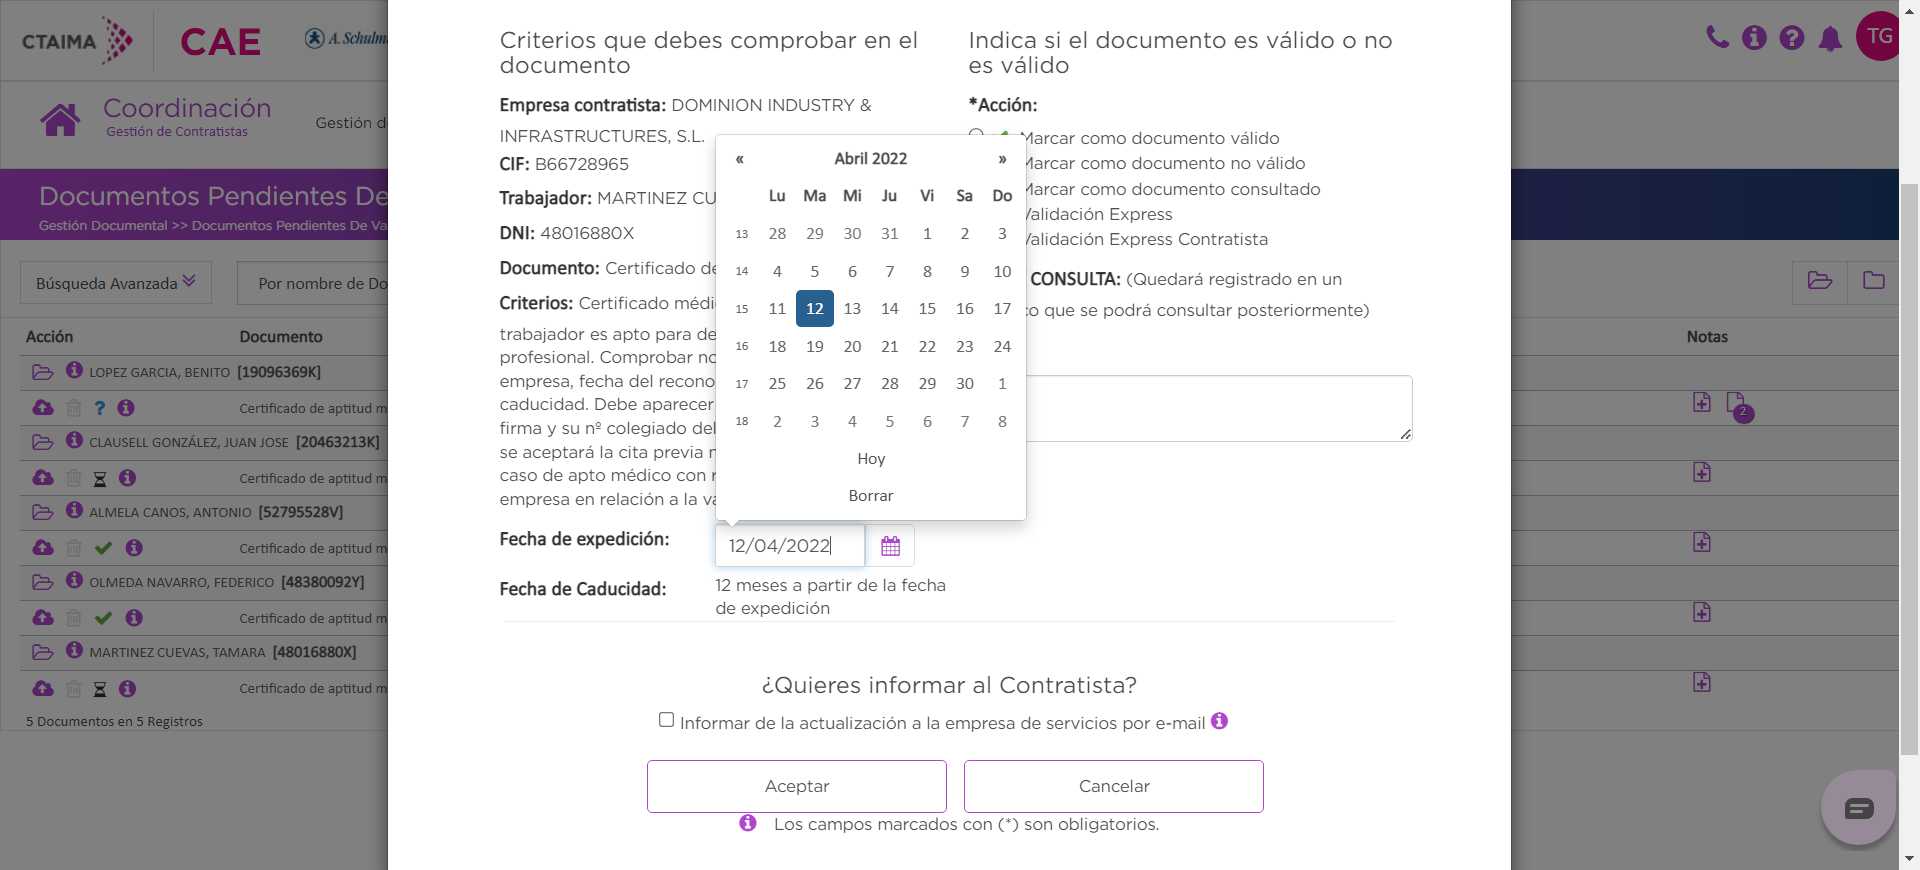 CTAIMA
CAE
A. Schulm
TG
Coordinación
Gestión de Contratistas
Gestión d
Documentos Pendientes De
Gestión Documental >> Documentos Pendientes De Va
Búsqueda Avanzada
Por nombre de Do
Acción
Documento
Notas
LOPEZ GARCIA, BENITO [19096369K]
Certificado de aptitud m
2
CLAUSELL GONZÁLEZ, JUAN JOSE [20463213K]
Certificado de aptitud m
ALMELA CANOS, ANTONIO [52795528V]
Certificado de aptitud m
OLMEDA NAVARRO, FEDERICO [48380092Y]
Certificado de aptitud m
MARTINEZ CUEVAS, TAMARA [48016880X]
Certificado de aptitud m
5 Documentos en 5 Registros
Criterios que debes comprobar en el
documento
Empresa contratista: DOMINION INDUSTRY &
INFRASTRUCTURES, S.L.
CIF: B66728965
Trabajador: MARTINEZ CU
DNI: 48016880X
Documento: Certificado de
Criterios: Certificado médi
trabajador es apto para de
profesional. Comprobar no
empresa, fecha del recono
caducidad. Debe aparecer
firma y su nº colegiado del
se aceptará la cita previa
caso de apto médico con
empresa en relación a la va
Fecha de expedición:
12/04/2022
Fecha de Caducidad:
12 meses a partir de la fecha
de expedición
« Abril 2022 »
Lu Ma Mi Ju Vi Sa Do
13 28 29 30 31 1 2 3
14 4 5 6 7 8 9 10
15 11 12 13 14 15 16 17
16 18 19 20 21 22 23 24
17 25 26 27 28 29 30 1
18 2 3 4 5 6 7 8
Hoy
Borrar
Indica si el documento es válido o no
es válido
*Acción:
Marcar como documento válido
Marcar como documento no válido
Marcar como documento consultado
Validación Express
Validación Express Contratista
CONSULTA: (Quedará registrado en un
co que se podrá consultar posteriormente)
¿Quieres informar al Contratista?
Informar de la actualización a la empresa de servicios por e-mail
Aceptar
Cancelar
Los campos marcados con (*) son obligatorios.